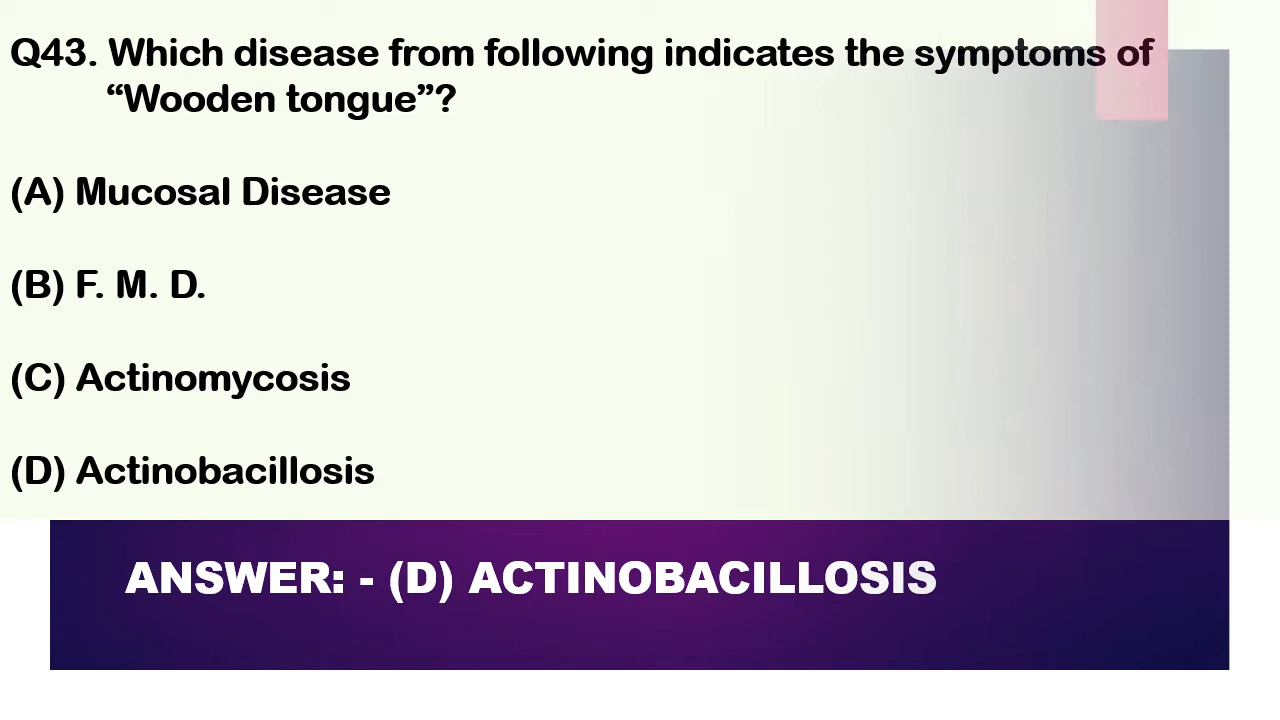 Q43. Which disease from following indicates the symptoms of
“Wooden tongue”?
(A) Mucosal Disease
(B) F. M. D.
(C) Actinomycosis
(D) Actinobacillosis
ANSWER: - (D) ACTINOBACILLOSIS